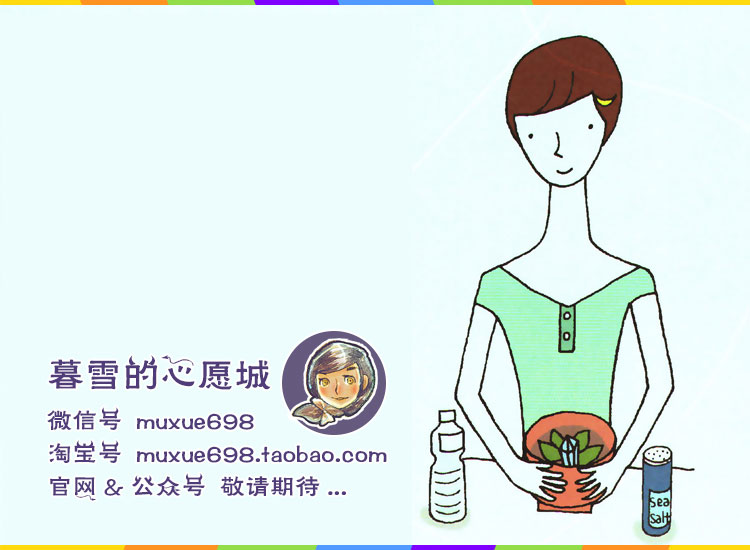 暮雪的心愿城
微信号 muxue698
淘宝号 muxue698.taobao.com
官网 & 公众号 敬请期待 ...
sea
salt